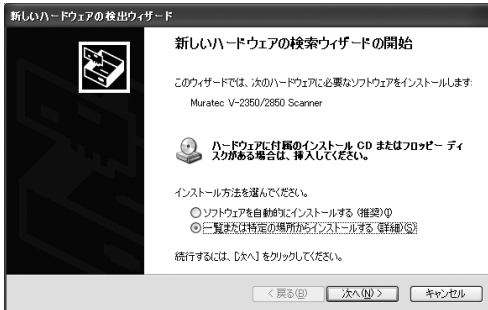 新しいハードウェアの検出ウィザード
新しいハードウェアの検索ウィザードの開始
このウィザードでは、次のハードウェアに必要なソフトウェアをインストールします:
Muratec V-2350/2850 Scanner
ハードウェアに付属のインストール CD またはフロッピー ディ
スクがある場合は、挿入してください。
インストール方法を選んでください。
ソフトウェアを自動的にインストールする (推奨)(I)
一覧または特定の場所からインストールする (詳細)(S)
続行するには、[次へ] をクリックしてください。
< 戻る(B) 次へ(N) > キャンセル